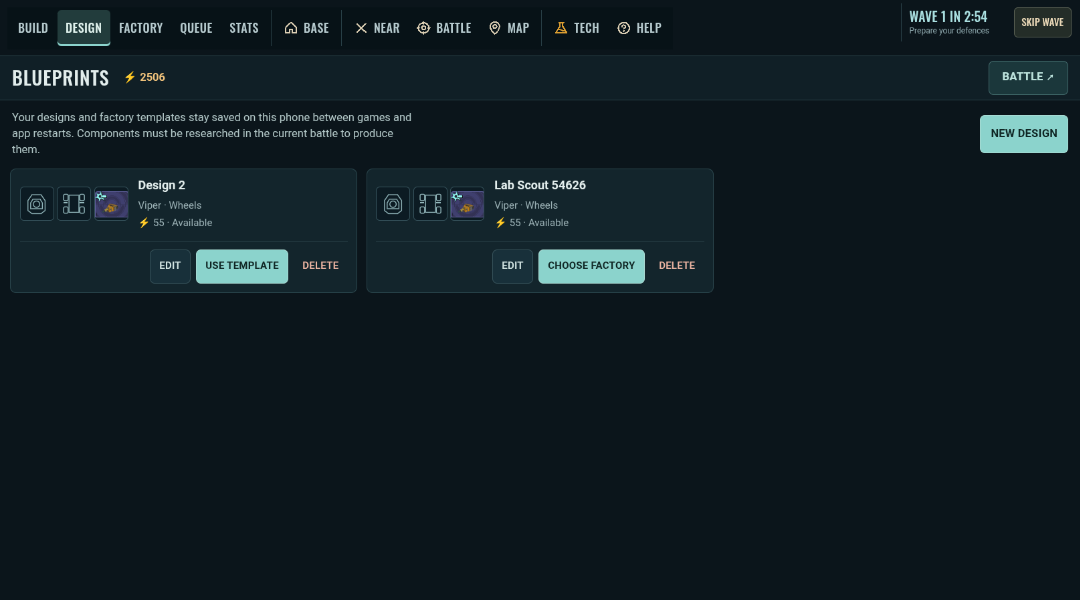 BUILD DESIGN FACTORY QUEUE STATS BASE NEAR BATTLE MAP TECH HELP
WAVE 1 IN 2:54
Prepare your defences
SKIP WAVE
BLUEPRINTS ⚡ 2506
BATTLE ↗
Your designs and factory templates stay saved on this phone between games and
app restarts. Components must be researched in the current battle to produce
them.
NEW DESIGN
Design 2
Viper · Wheels
⚡ 55 · Available
EDIT USE TEMPLATE DELETE
Lab Scout 54626
Viper · Wheels
⚡ 55 · Available
EDIT CHOOSE FACTORY DELETE